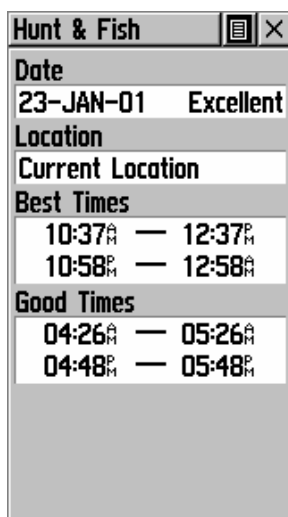 Hunt & Fish
Date
23-JAN-01 Excellent
Location
Current Location
Best Times
10:37AM — 12:37PM
10:58PM — 12:58AM
Good Times
04:26AM — 05:26AM
04:48PM — 05:48PM